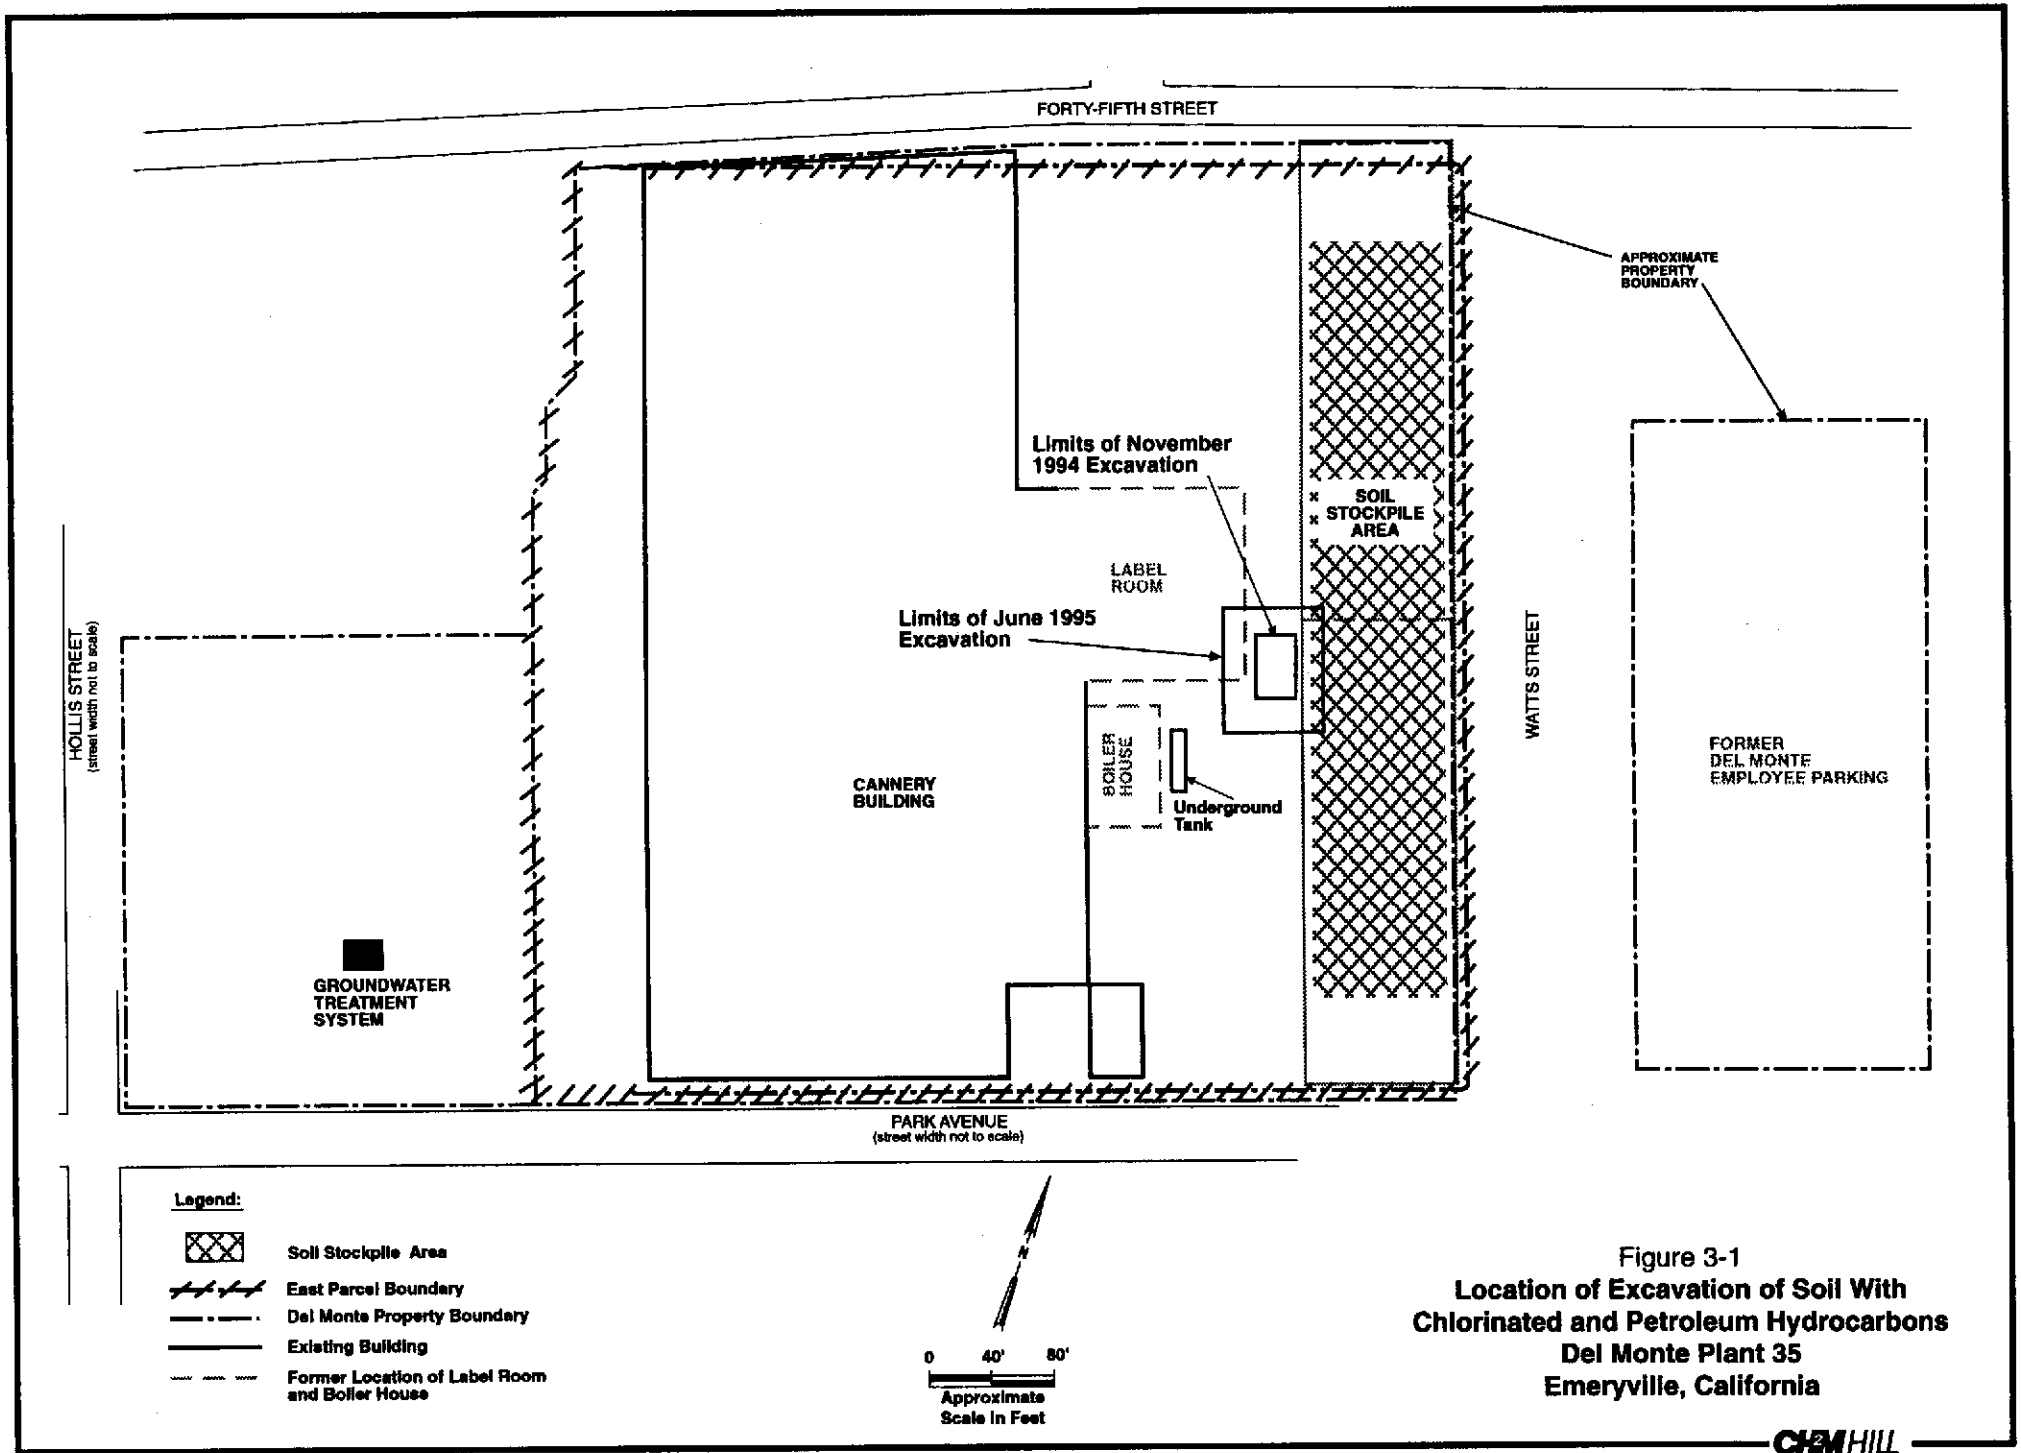 FORTY-FIFTH STREET
APPROXIMATE
PROPERTY
BOUNDARY
Limits of November
1994 Excavation
SOIL
STOCKPILE
AREA
LABEL
ROOM
Limits of June 1995
Excavation
HOLLIS STREET
(street width not to scale)
WATTS STREET
BOILER
HOUSE
CANNERY
BUILDING
Underground
Tank
FORMER
DEL MONTE
EMPLOYEE PARKING
GROUNDWATER
TREATMENT
SYSTEM
PARK AVENUE
(street width not to scale)
Legend:
Soil Stockpile Area
East Parcel Boundary
Del Monte Property Boundary
Existing Building
Former Location of Label Room
and Boiler House
N
0 40' 80'
Approximate
Scale in Feet
Figure 3-1
Location of Excavation of Soil With
Chlorinated and Petroleum Hydrocarbons
Del Monte Plant 35
Emeryville, California
CH2M HILL